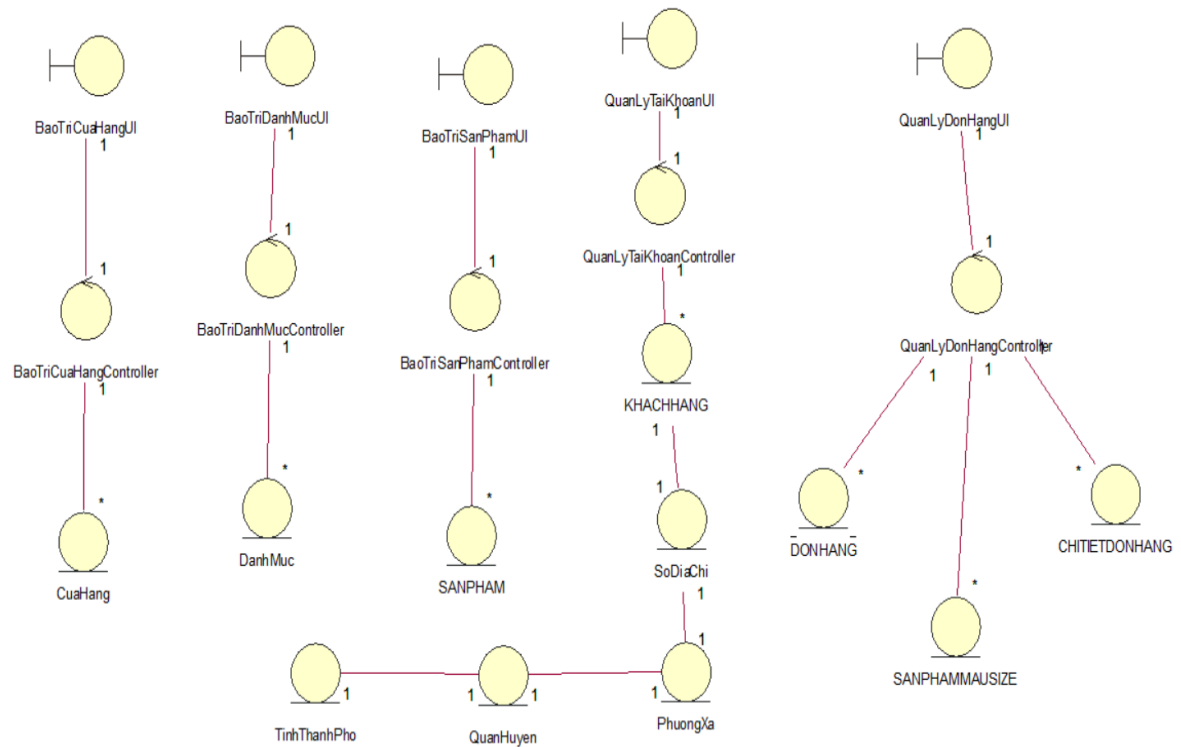 BaoTriCuaHangUI
1
1
BaoTriCuaHangController
1
*
CuaHang
BaoTriDanhMucUI
1
1
BaoTriDanhMucController
1
*
DanhMuc
BaoTriSanPhamUI
1
1
BaoTriSanPhamController
1
*
SANPHAM
QuanLyTaiKhoanUI
1
1
QuanLyTaiKhoanController
1
*
KHACHHANG
1
1
SoDiaChi
1
1
1
PhuongXa
1
1
QuanHuyen
1
TinhThanhPho
QuanLyDonHangUI
1
1
QuanLyDonHangController
1
1
1
*
DONHANG
*
SANPHAMMAUSIZE
*
CHITIETDONHANG